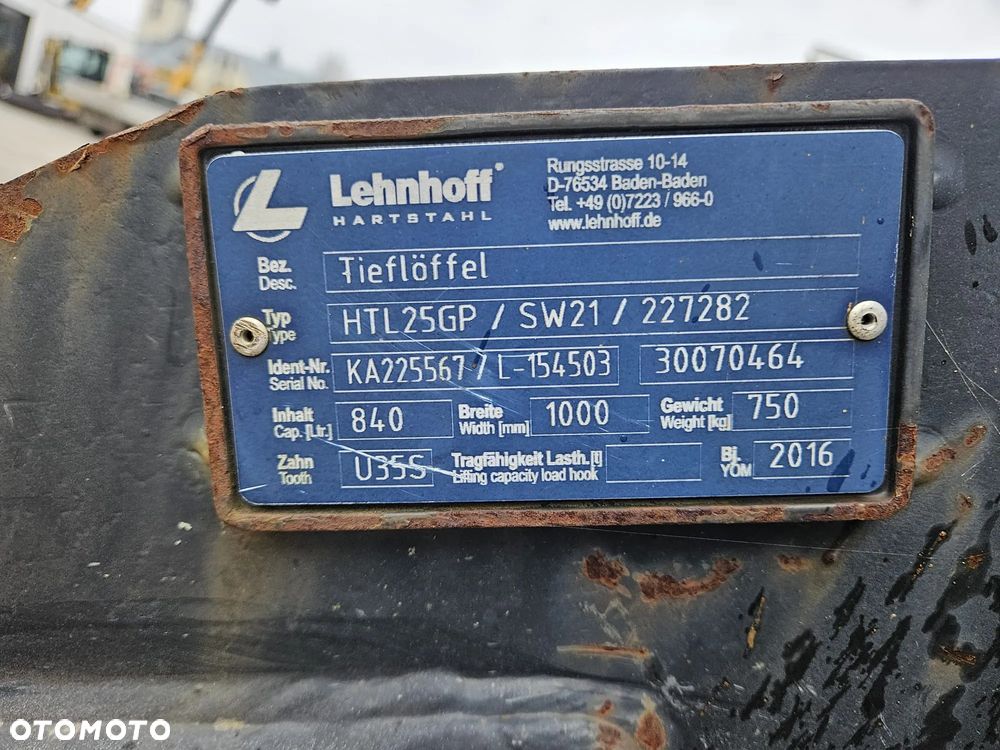 Lehnhoff®
HARTSTAHL
Rungsstrasse 10-14
D-76534 Baden-Baden
Tel. +49 (0)7223 / 966-0
www.lehnhoff.de
Bez. Tieflöffel
Desc.
Typ HTL25GP / SW21 / 227282
Type
Ident-Nr. KA225567 / L-154503 30070464
Serial No.
Inhalt 840 Breite 1000 Gewicht 750
Cap. [Ltr.] Width [mm] Weight [kg]
Zahn U35S Tragfähigkeit Lasth. [t] Bj. 2016
Tooth Lifting capacity load hook YOM
OTOMOTO